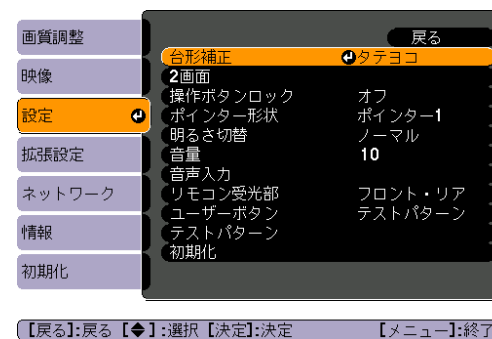 画質調整
映像
設定
拡張設定
ネットワーク
情報
初期化
戻る
台形補正 タテヨコ
2画面
操作ボタンロック オフ
ポインター形状 ポインター1
明るさ切替 ノーマル
音量 10
音声入力
リモコン受光部 フロント・リア
ユーザーボタン テストパターン
テストパターン
初期化
【戻る】:戻る 【◆】:選択 【決定】:決定 【メニュー】:終了